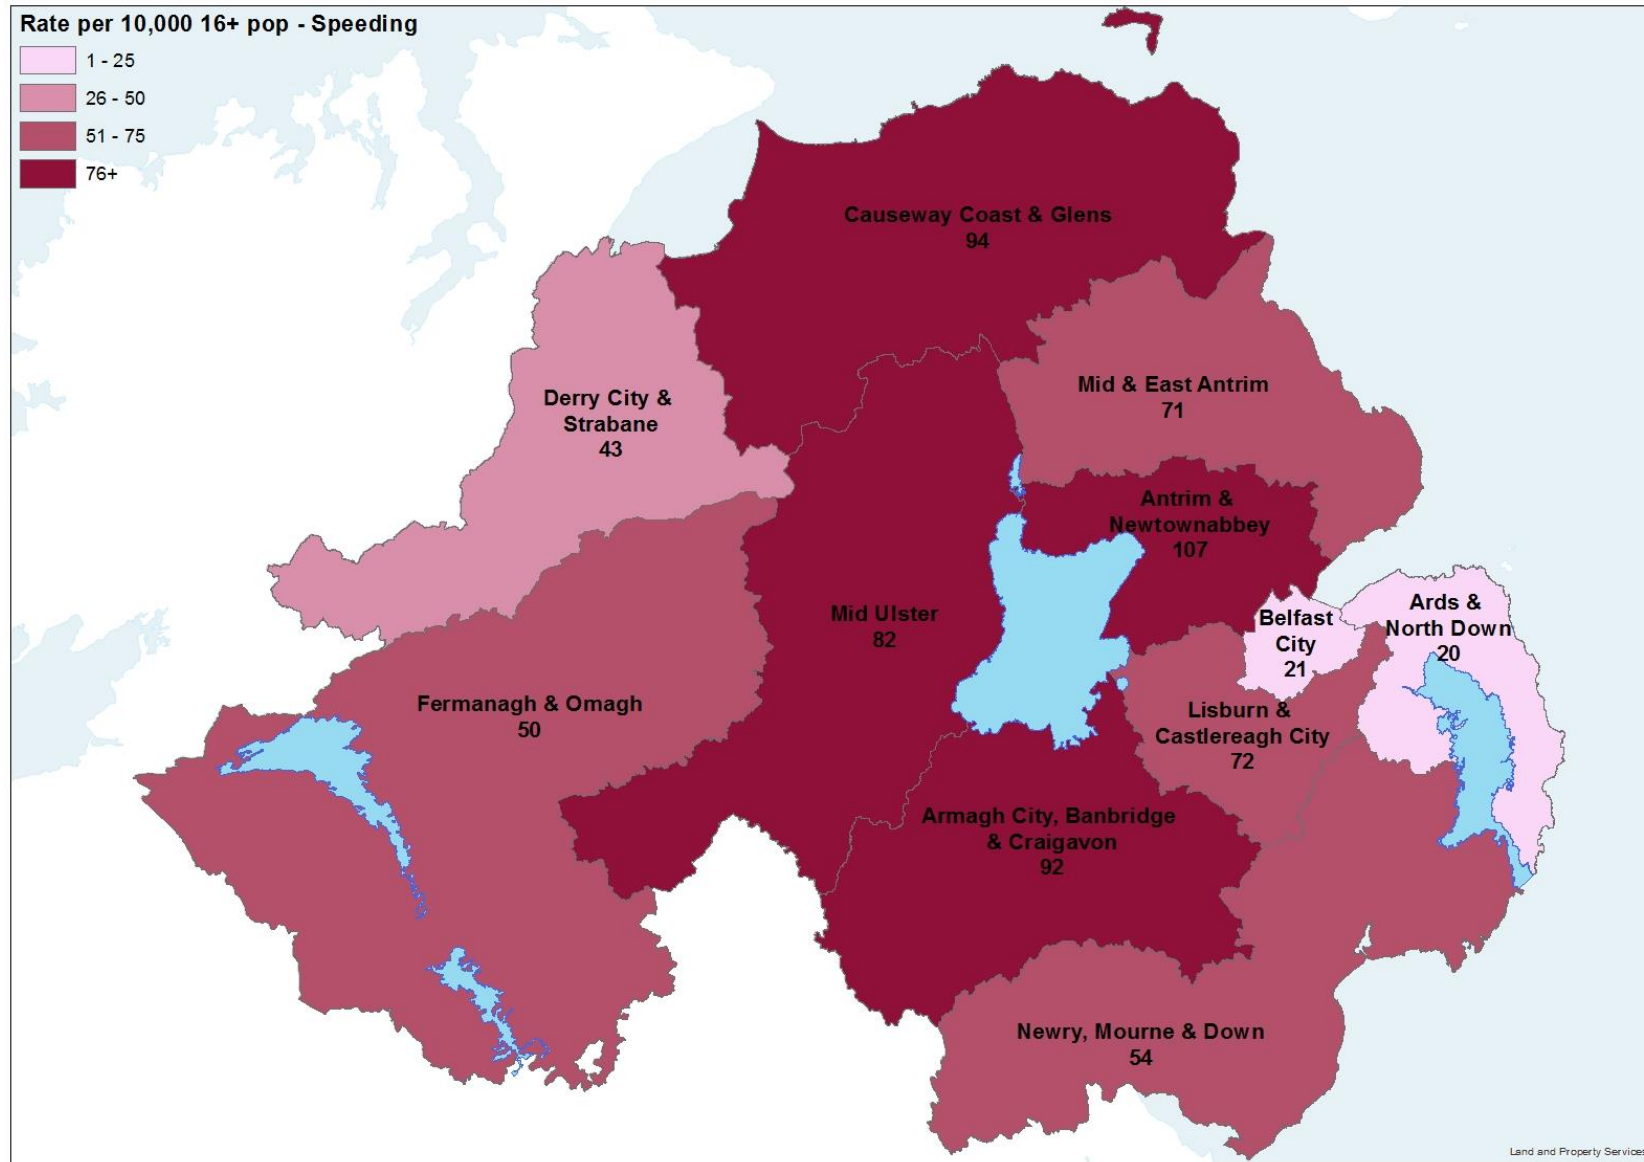 Rate per 10,000 16+ pop - Speeding
1 - 25
26 - 50
51 - 75
76+
Causeway Coast & Glens
94
Mid & East Antrim
71
Derry City &
Strabane
43
Antrim &
Newtownabbey
107
Mid Ulster
82
Belfast
City
21
Ards &
North Down
20
Fermanagh & Omagh
50
Lisburn &
Castlereagh City
72
Armagh City, Banbridge
& Craigavon
92
Newry, Mourne & Down
54
Land and Property Services